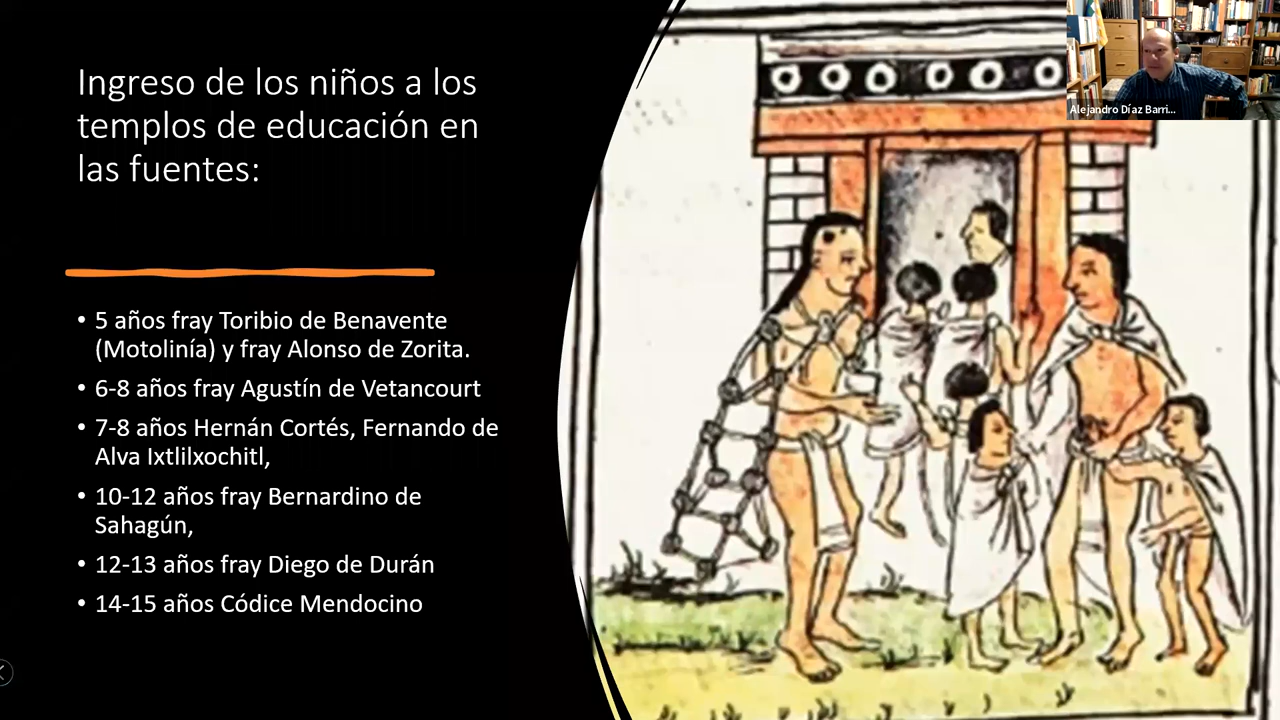 Ingreso de los niños a los
templos de educación en
las fuentes:
• 5 años fray Toribio de Benavente
(Motolinía) y fray Alonso de Zorita.
• 6-8 años fray Agustín de Vetancourt
• 7-8 años Hernán Cortés, Fernando de
Alva Ixtlilxochitl,
• 10-12 años fray Bernardino de
Sahagún,
• 12-13 años fray Diego de Durán
• 14-15 años Códice Mendocino
Alejandro Díaz Barri...